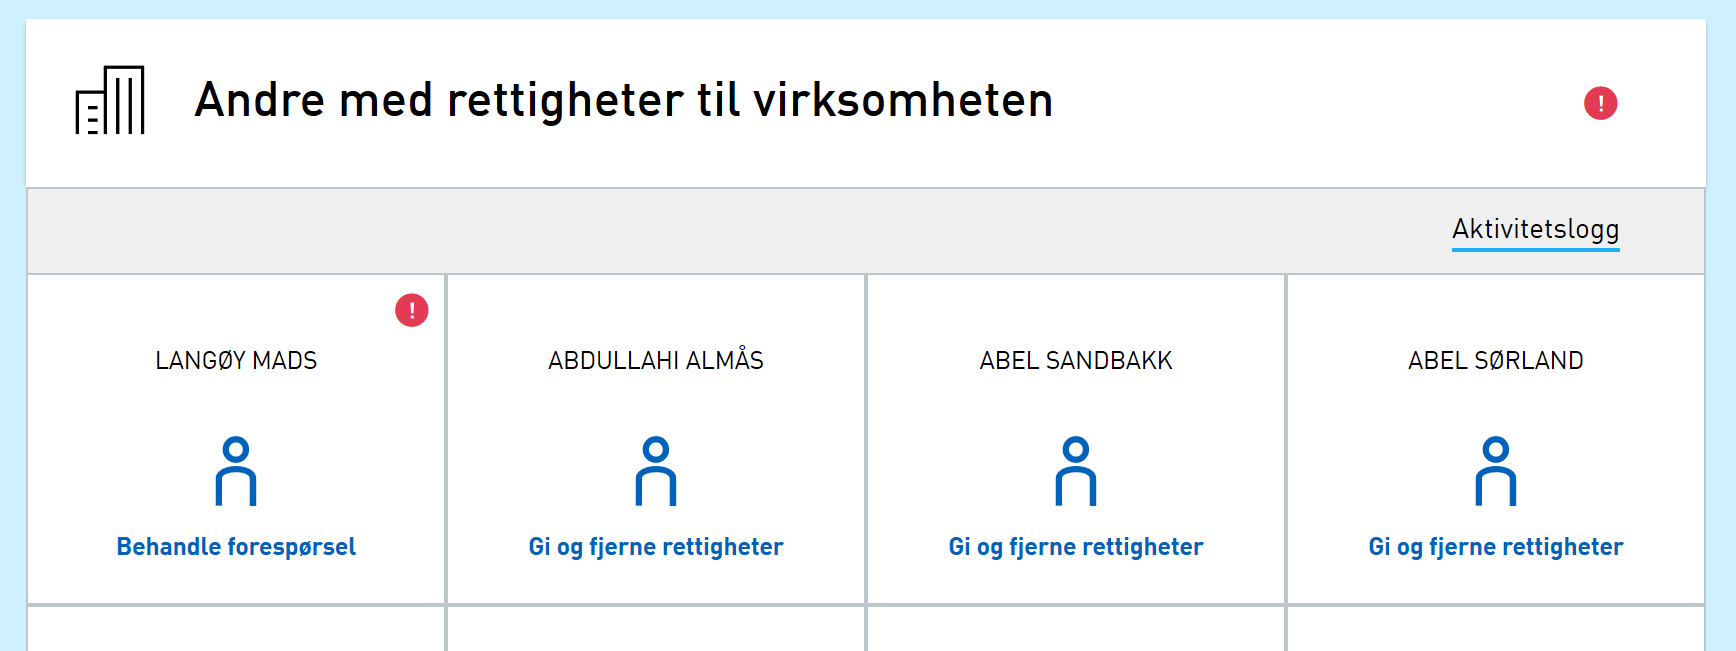 Andre med rettigheter til virksomheten
!
Aktivitetslogg
!
LANGØY MADS
ABDULLAHI ALMÅS
ABEL SANDBAKK
ABEL SØRLAND
Behandle forespørsel
Gi og fjerne rettigheter
Gi og fjerne rettigheter
Gi og fjerne rettigheter